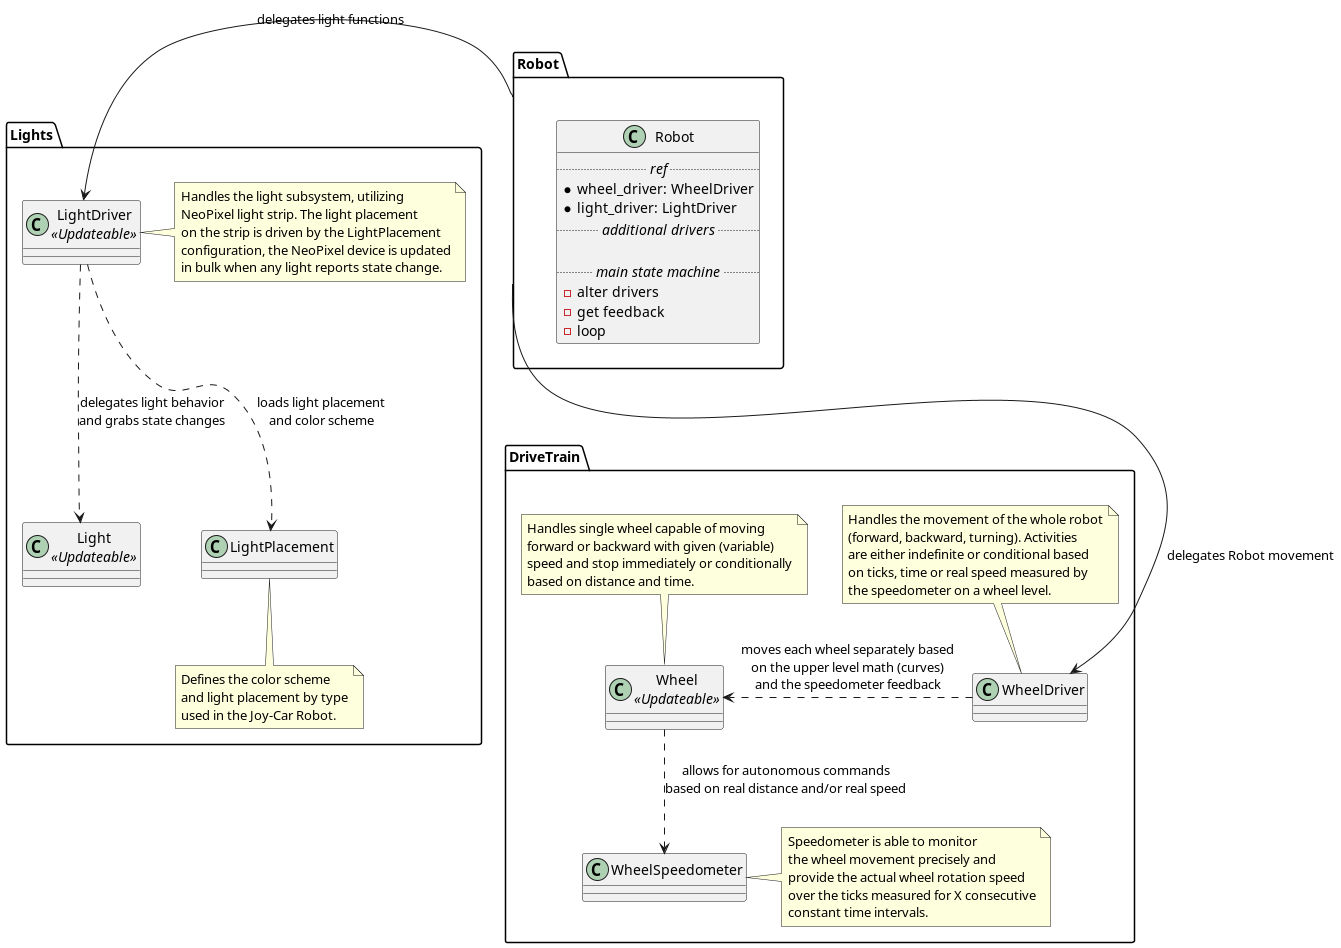 delegates light functions
Robot
Robot
ref
wheel_driver: WheelDriver
light_driver: LightDriver
additional drivers
main state machine
alter drivers
get feedback
loop
Lights
LightDriver
«Updateable»
Handles the light subsystem, utilizing
NeoPixel light strip. The light placement
on the strip is driven by the LightPlacement
configuration, the NeoPixel device is updated
in bulk when any light reports state change.
delegates light behavior
and grabs state changes
loads light placement
and color scheme
Light
«Updateable»
LightPlacement
Defines the color scheme
and light placement by type
used in the Joy-Car Robot.
DriveTrain
Handles single wheel capable of moving
forward or backward with given (variable)
speed and stop immediately or conditionally
based on distance and time.
Handles the movement of the whole robot
(forward, backward, turning). Activities
are either indefinite or conditional based
on ticks, time or real speed measured by
the speedometer on a wheel level.
delegates Robot movement
Wheel
«Updateable»
moves each wheel separately based
on the upper level math (curves)
and the speedometer feedback
WheelDriver
allows for autonomous commands
based on real distance and/or real speed
WheelSpeedometer
Speedometer is able to monitor
the wheel movement precisely and
provide the actual wheel rotation speed
over the ticks measured for X consecutive
constant time intervals.
C
C
C
C
C
C
C